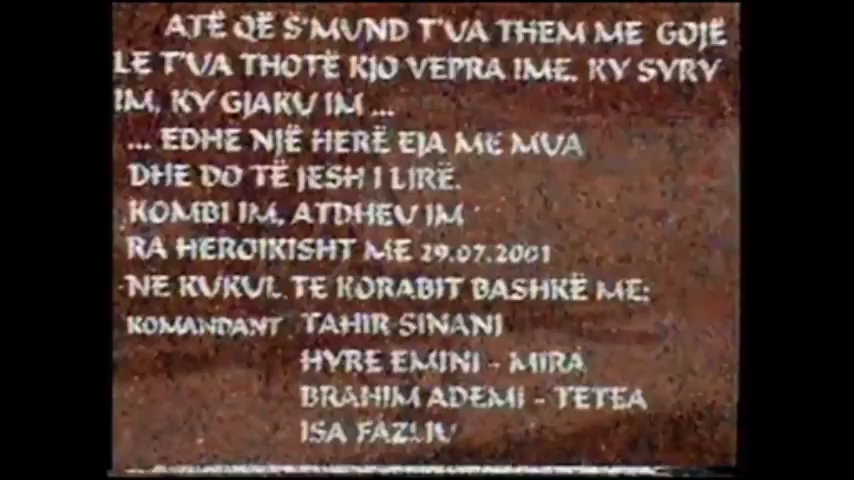 ATË QË S'MUND T'UA THEM ME GOJË
LE T'UA THOTË KJO VEPRA IME, KY SYRY
IM, KY GJAKU IM ...
... EDHE NJË HERË EJA ME MUA
DHE DO TË JESH I LIRË.
KOMBI IM, ATDHEU IM
RA HEROIKISHT ME 29.07.2001
NE KUKUL TE KORABIT BASHKË ME:
KOMANDANT TAHIR SINANI
HYRE EMINI - MIRA
BRAHIM ADEMI - TETEA
ISA FAZLIU